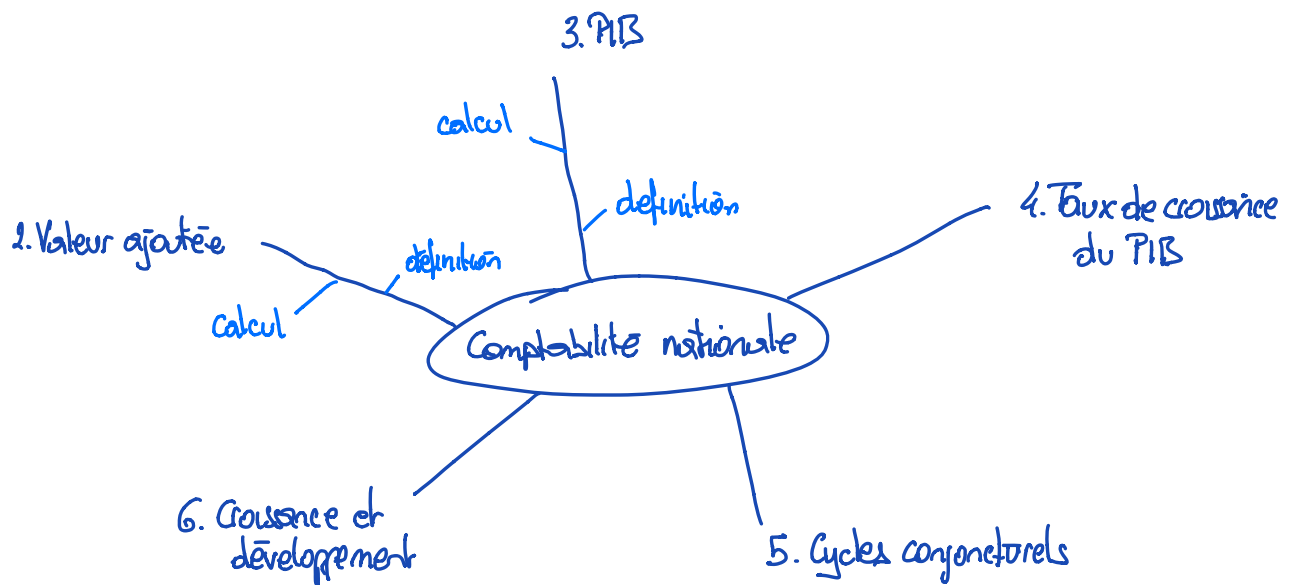 3. PIB
calcul
définition
4. Taux de croissance
du PIB
2. Valeur ajoutée
définition
calcul
Comptabilité nationale
6. Croissance et
développement
5. Cycles conjoncturels